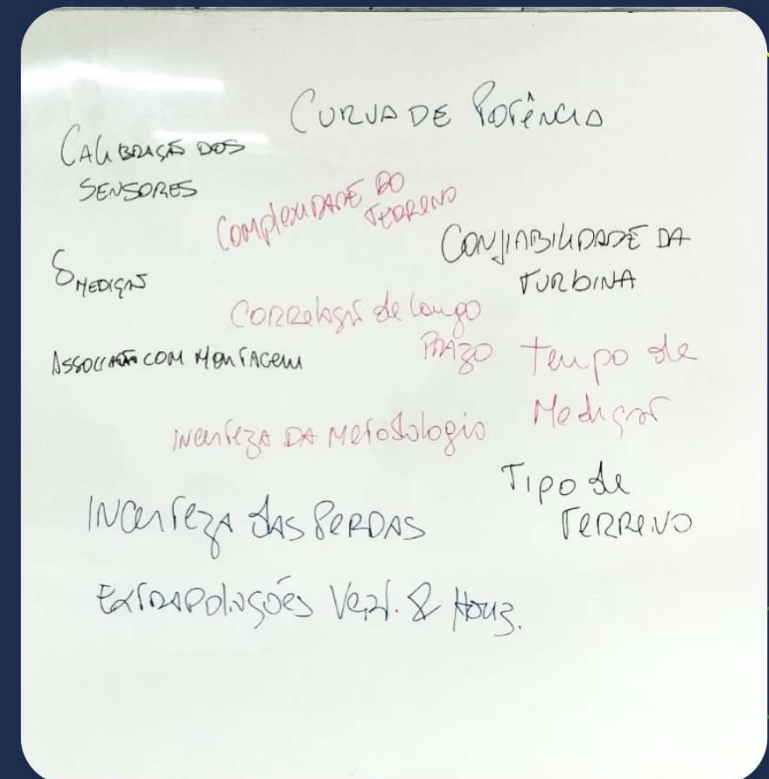 CURVA DE POTÊNCIA
CALIBRAÇÃO DOS
SENSORES
COMPLEXIDADE DO
TERRENO
CONFIABILIDADE DA
TURBINA
δMEDIÇÃO
CORRELAÇÃO de longo
PRAZO
ASSOCIAÇÃO COM MONTAGEM
tempo de
Medição
INCERTEZA DA METODOLOGIA
TIPO de
TERRENO
INCERTEZA DAS PERDAS
EXTRAPOLAÇÕES VERT. & HORIZ.